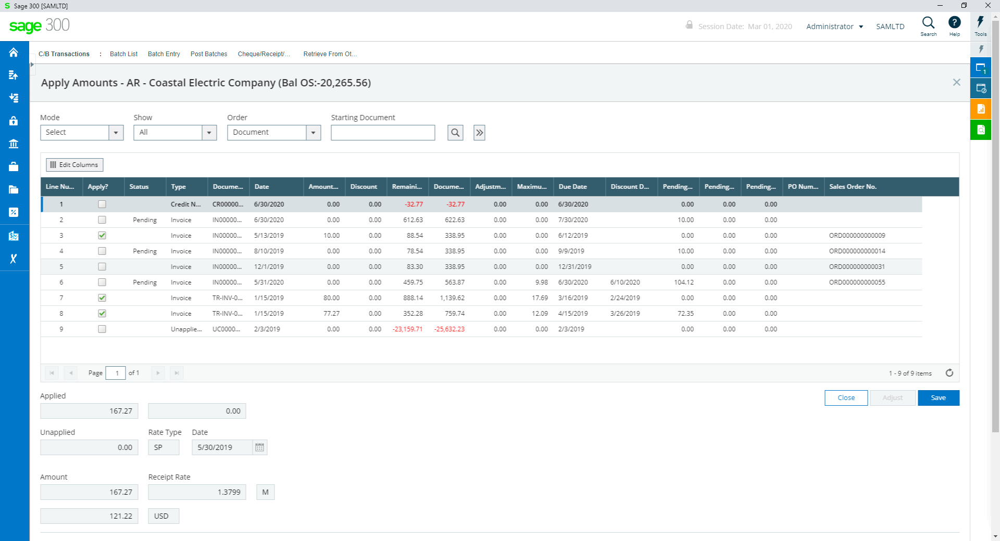 S Sage 300 [SAMLTD]
sage 300
Session Date: Mar 01, 2020
Administrator
SAMLTD
Search
Help
Tools
C/B Transactions : Batch List Batch Entry Post Batches Cheque/Receipt/... Retrieve From Ot...
1
Apply Amounts - AR - Coastal Electric Company (Bal OS:-20,265.56)
Mode Show Order Starting Document
Select All Document
Edit Columns
Line Nu... Apply? Status Type Docume... Date Amount... Discount Remaini... Docume... Adjustm... Maximu... Due Date Discount D... Pending... Pending... Pending... PO Num... Sales Order No.
1 Credit N... CR00000... 6/30/2020 0.00 0.00 -32.77 -32.77 0.00 0.00 6/30/2020 0.00 0.00 0.00
2 Pending Invoice IN00000... 6/30/2020 0.00 0.00 612.63 622.63 0.00 0.00 7/30/2020 10.00 0.00 0.00
3 Invoice IN00000... 5/13/2019 10.00 0.00 88.54 338.95 0.00 0.00 6/12/2019 0.00 0.00 0.00 ORD000000000009
4 Pending Invoice IN00000... 8/10/2019 0.00 0.00 78.54 338.95 0.00 0.00 9/9/2019 10.00 0.00 0.00 ORD000000000014
5 Invoice IN00000... 12/1/2019 0.00 0.00 83.30 338.95 0.00 0.00 12/31/2019 0.00 0.00 0.00 ORD000000000031
6 Pending Invoice IN00000... 5/31/2020 0.00 0.00 459.75 563.87 0.00 9.98 6/30/2020 6/10/2020 104.12 0.00 0.00 ORD000000000055
7 Invoice TR-INV-0... 1/15/2019 80.00 0.00 888.14 1,139.62 0.00 17.69 3/16/2019 2/24/2019 0.00 0.00 0.00
8 Invoice TR-INV-0... 1/15/2019 77.27 0.00 352.28 759.74 0.00 12.09 4/15/2019 3/26/2019 72.35 0.00 0.00
9 Unapplie... UC0000... 2/3/2019 0.00 0.00 -23,159.71 -25,632.23 0.00 0.00 2/3/2019 0.00 0.00 0.00
Page 1 of 1 1 - 9 of 9 items
Applied
Close Adjust Save
167.27 0.00
Unapplied Rate Type Date
0.00 SP 5/30/2019
Amount Receipt Rate
167.27 1.3799 M
121.22 USD